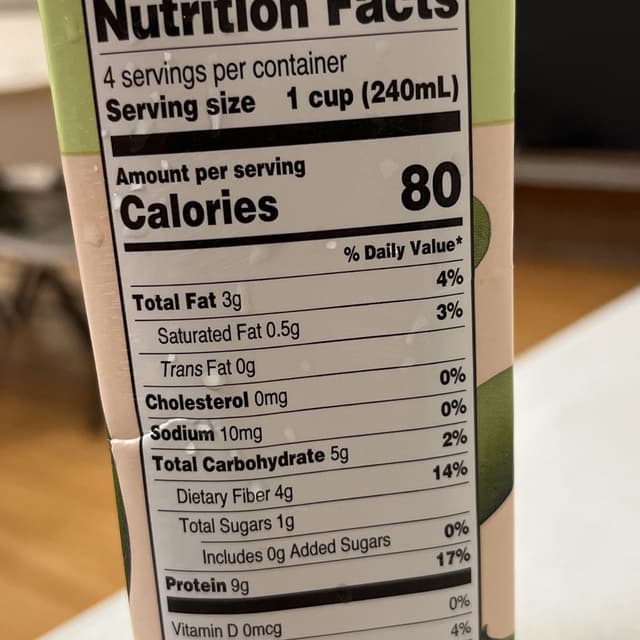 Nutrition Facts
4 servings per container
Serving size 1 cup (240mL)
Amount per serving
Calories 80
% Daily Value*
Total Fat 3g 4%
Saturated Fat 0.5g 3%
Trans Fat 0g
Cholesterol 0mg 0%
Sodium 10mg 0%
Total Carbohydrate 5g 2%
Dietary Fiber 4g 14%
Total Sugars 1g
Includes 0g Added Sugars 0%
Protein 9g 17%
Vitamin D 0mcg 0%
4%